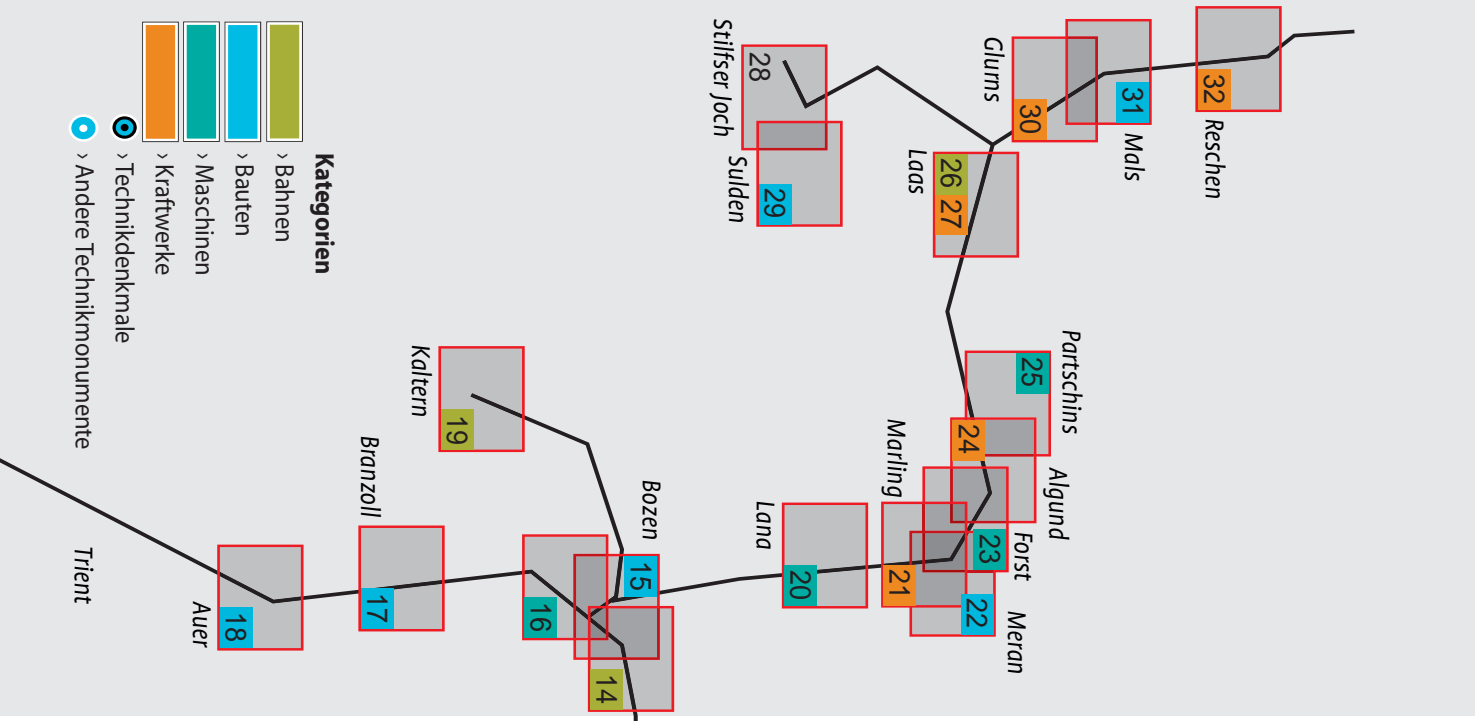 32
Reschen
31
Mals
Glurns
30
Stilfser Joch
28
Sulden
29
Laas
26
27
Partschins
25
24
Algund
Marling
23
Forst
21
22
Meran
Lana
20
Bozen
15
16
14
Kaltern
19
Branzoll
17
Auer
18
Trient
Kategorien
› Bahnen
› Bauten
› Maschinen
› Kraftwerke
› Technikdenkmale
› Andere Technikmonumente